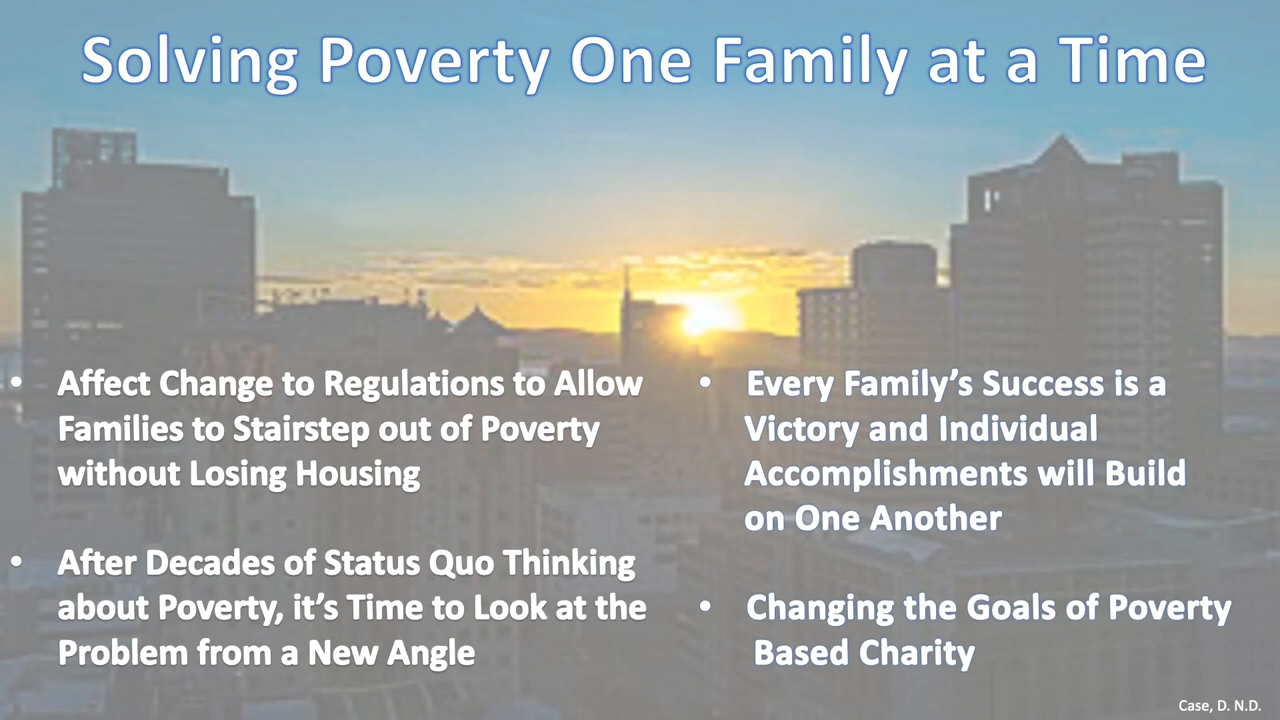 Solving Poverty One Family at a Time
• Affect Change to Regulations to Allow
Families to Stairstep out of Poverty
without Losing Housing
• After Decades of Status Quo Thinking
about Poverty, it’s Time to Look at the
Problem from a New Angle
• Every Family’s Success is a
Victory and Individual
Accomplishments will Build
on One Another
• Changing the Goals of Poverty
Based Charity
Case, D. N.D.